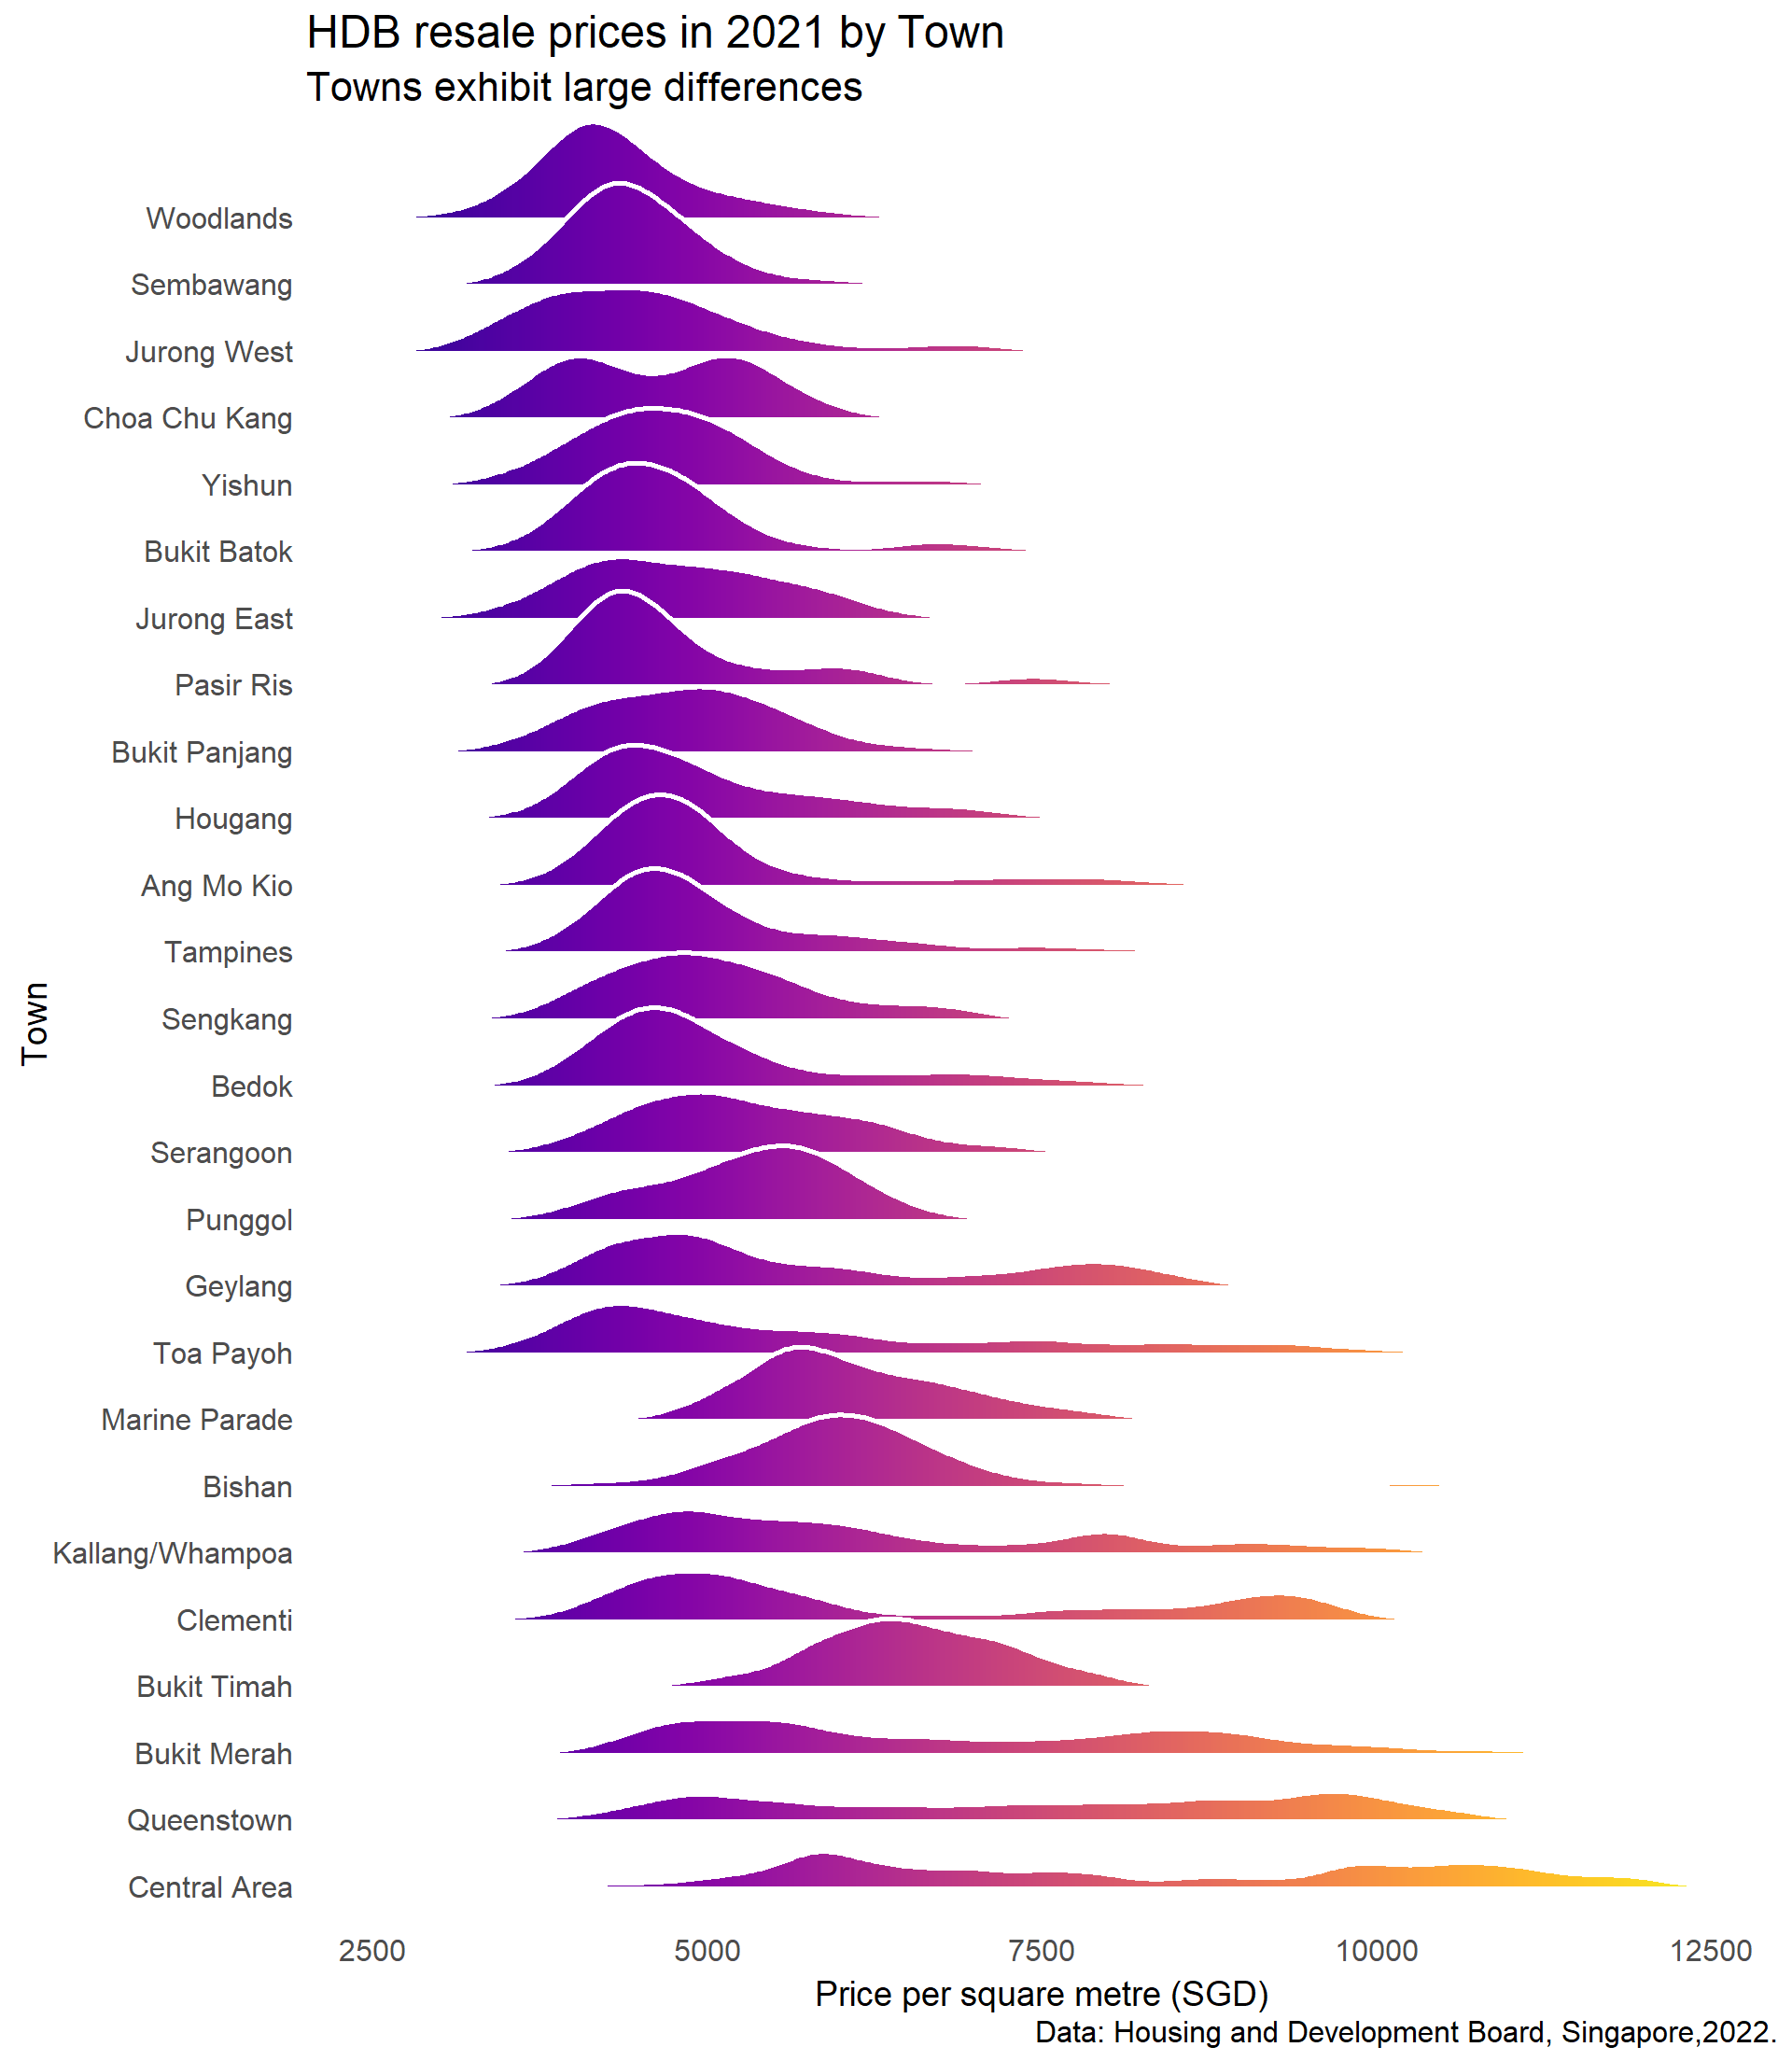 HDB resale prices in 2021 by Town
Towns exhibit large differences
Woodlands
Sembawang
Jurong West
Choa Chu Kang
Yishun
Bukit Batok
Jurong East
Pasir Ris
Bukit Panjang
Hougang
Ang Mo Kio
Tampines
Sengkang
Bedok
Serangoon
Punggol
Geylang
Toa Payoh
Marine Parade
Bishan
Kallang/Whampoa
Clementi
Bukit Timah
Bukit Merah
Queenstown
Central Area
Town
2500 5000 7500 10000 12500
Price per square metre (SGD)
Data: Housing and Development Board, Singapore,2022.